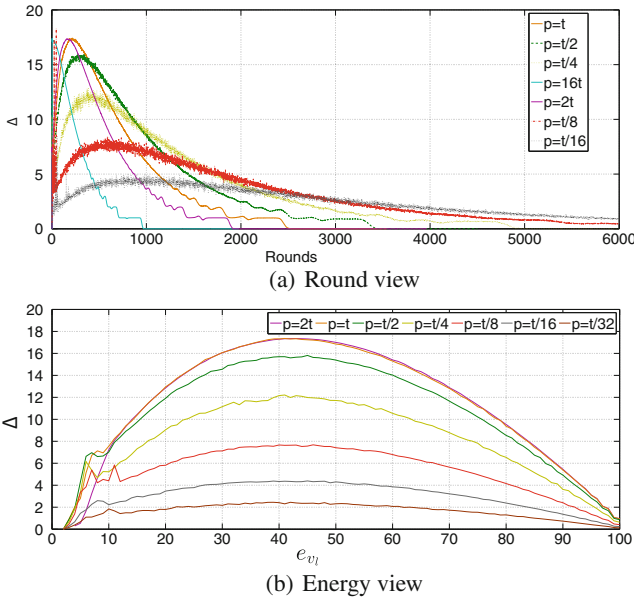 20
15
10
5
0
Δ
0 1000 2000 3000 4000 5000 6000
Rounds
p=t
p=t/2
p=t/4
p=16t
p=2t
p=t/8
p=t/16
(a) Round view
20
18
16
14
12
10
8
6
4
2
0
Δ
p=2t p=t p=t/2 p=t/4 p=t/8 p=t/16 p=t/32
0 10 20 30 40 50 60 70 80 90 100
e_{v_l}
(b) Energy view